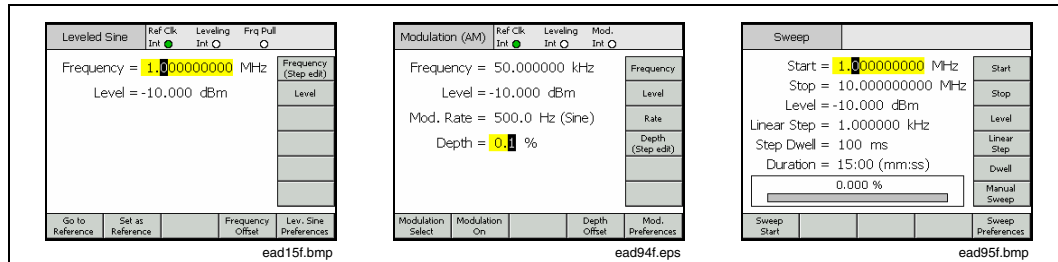 Leveled Sine
Ref Clk Leveling Frq Pull
Int Int
Frequency = 1.000000000 MHz
Frequency
(Step edit)
Level = -10.000 dBm
Level
Go to
Reference
Set as
Reference
Frequency
Offset
Lev. Sine
Preferences
ead15f.bmp
Modulation (AM)
Ref Clk Leveling Mod.
Int Int Int
Frequency = 50.000000 kHz
Frequency
Level = -10.000 dBm
Level
Mod. Rate = 500.0 Hz (Sine)
Rate
Depth = 0.1 %
Depth
(Step edit)
Modulation
Select
Modulation
On
Depth
Offset
Mod.
Preferences
ead94f.eps
Sweep
Start = 1.000000000 MHz
Start
Stop = 10.000000000 MHz
Stop
Level = -10.000 dBm
Level
Linear Step = 1.000000 kHz
Linear
Step
Step Dwell = 100 ms
Dwell
Duration = 15:00 (mm:ss)
0.000 %
Manual
Sweep
Sweep
Start
Sweep
Preferences
ead95f.bmp